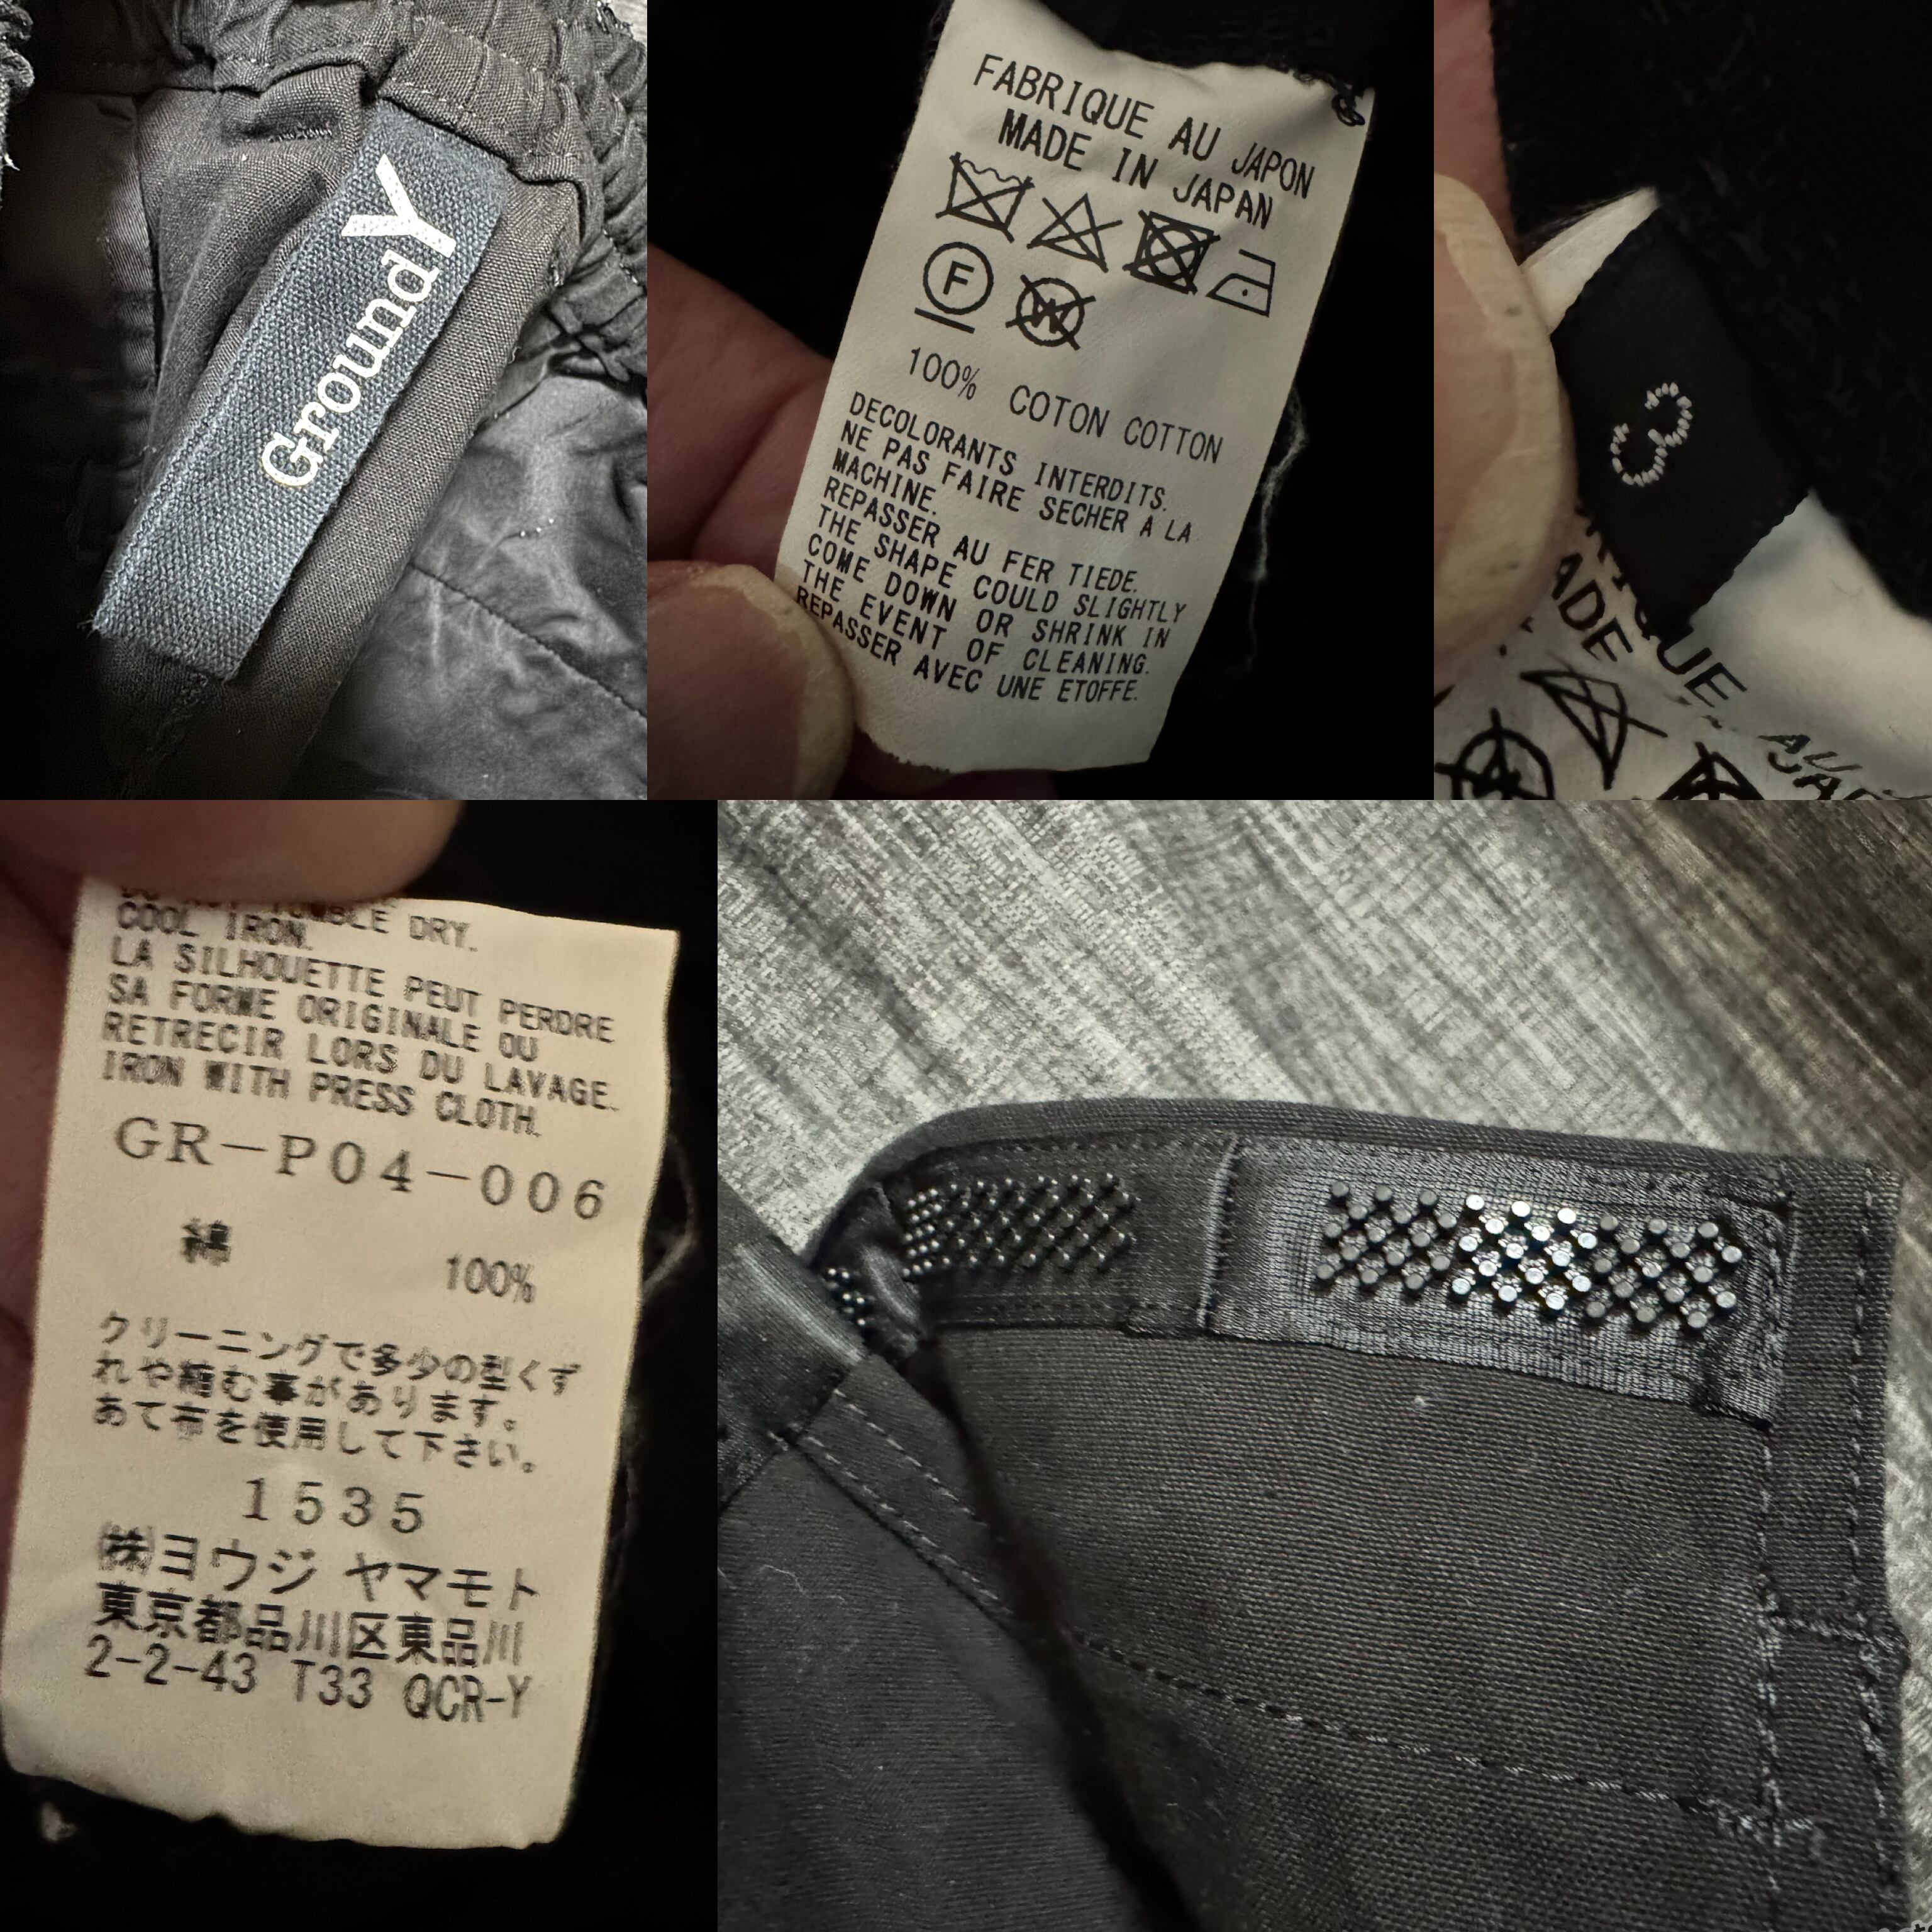 GroundY
FABRIQUE AU JAPON
MADE IN JAPAN
F
W
100% COTON COTTON
DECOLORANTS INTERDITS.
NE PAS FAIRE SECHER A LA
MACHINE.
REPASSER AU FER TIEDE.
THE SHAPE COULD SLIGHTLY
COME DOWN OR SHRINK IN
THE EVENT OF CLEANING.
REPASSER AVEC UNE ETOFFE.
3
DRY.
COOL IRON.
LA SILHOUETTE PEUT PERDRE
SA FORME ORIGINALE OU
RETRECIR LORS DU LAVAGE.
IRON WITH PRESS CLOTH.
GR-P04-006
綿 100%
クリーニングで多少の型くず
れや縮む事があります。
あて布を使用して下さい。
1535
㈱ヨウジ ヤマモト
東京都品川区東品川
2-2-43 T33 QCR-Y